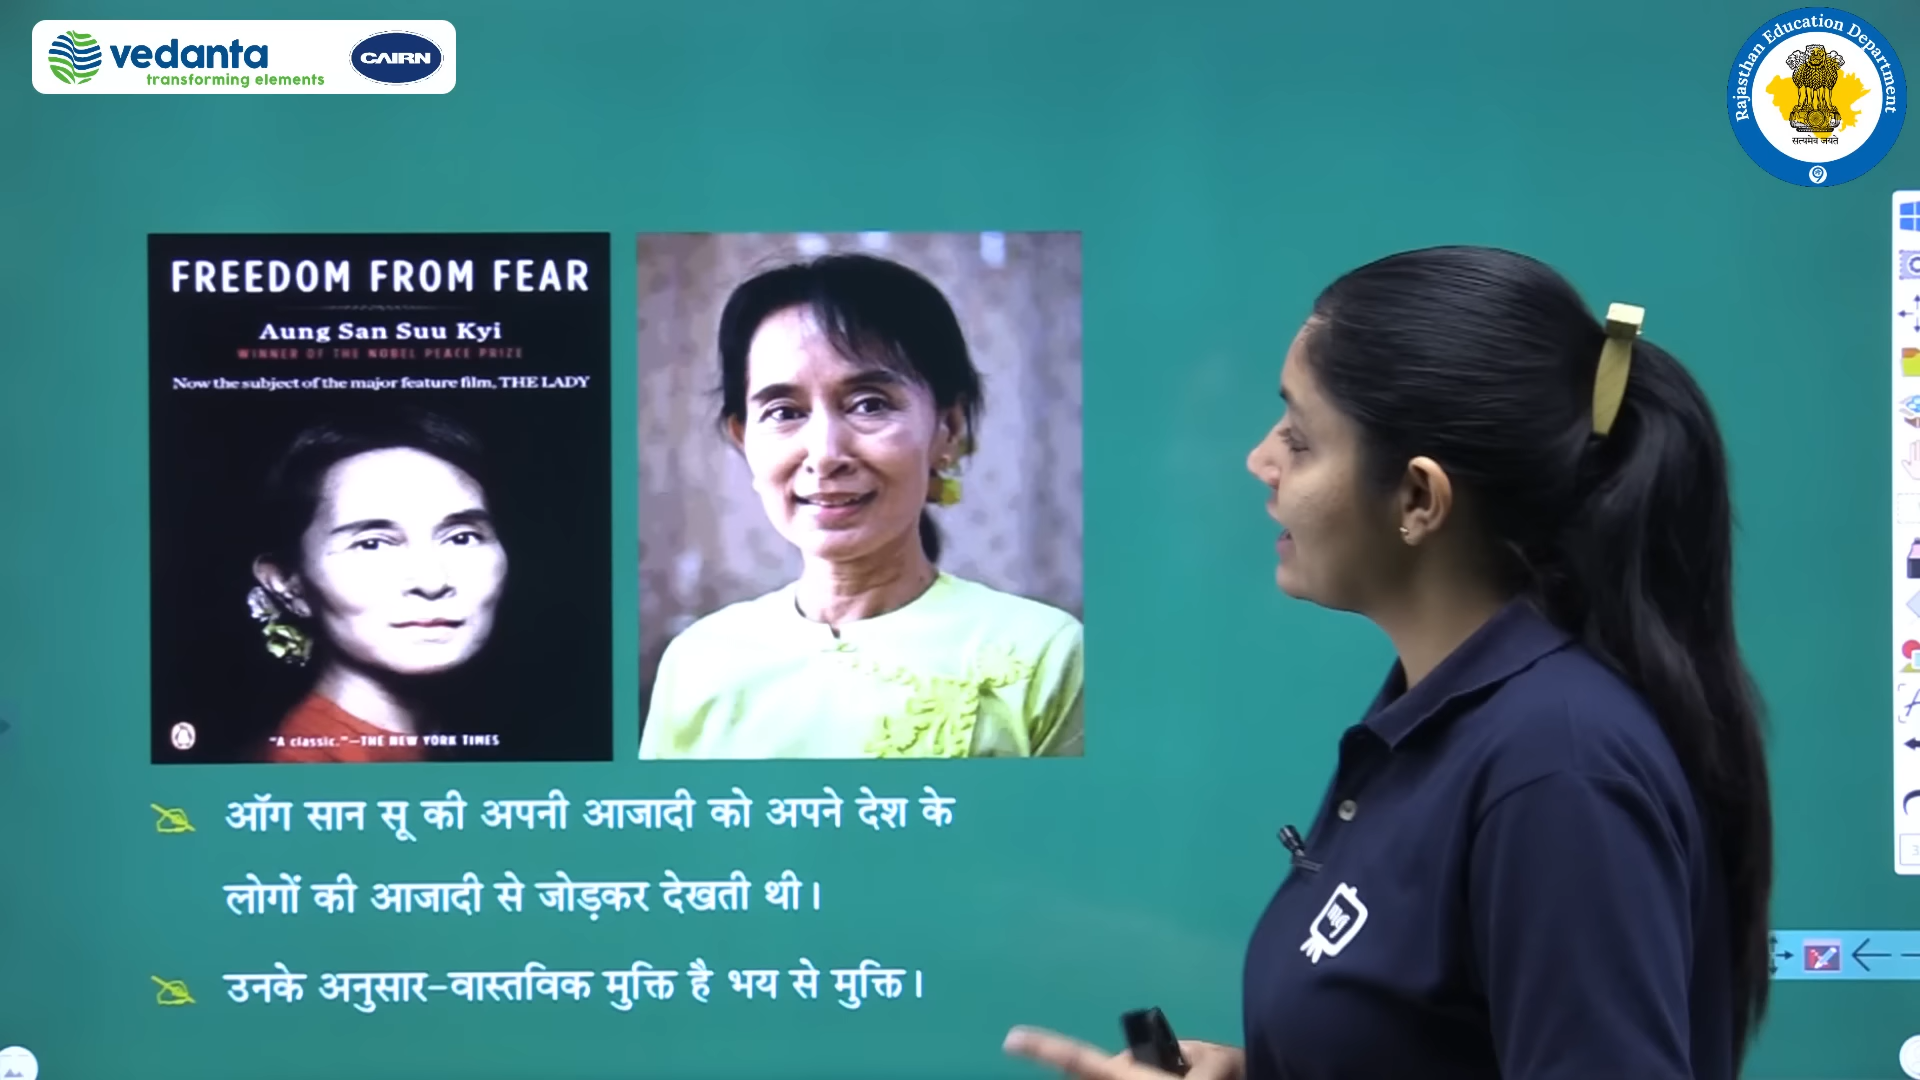 vedanta
transforming elements
CAIRN
Rajasthan Education Department
सत्यमेव जयते
FREEDOM FROM FEAR
Aung San Suu Kyi
WINNER OF THE NOBEL PEACE PRIZE
Now the subject of the major feature film, THE LADY
"A classic."—THE NEW YORK TIMES
ऑग सान सू की अपनी आजादी को अपने देश के
लोगों की आजादी से जोड़कर देखती थी।
उनके अनुसार-वास्तविक मुक्ति है भय से मुक्ति।